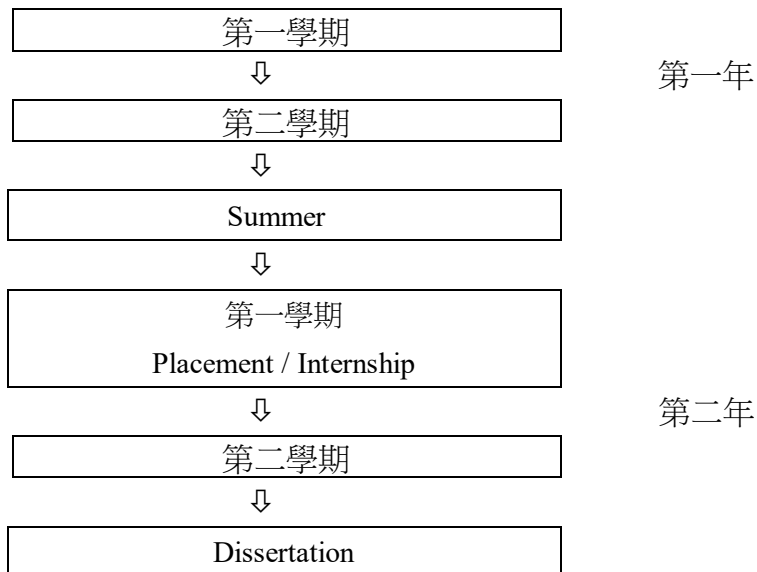 第一學期
⇩
第一年
第二學期
⇩
Summer
⇩
第一學期
Placement / Internship
⇩
第二年
第二學期
⇩
Dissertation